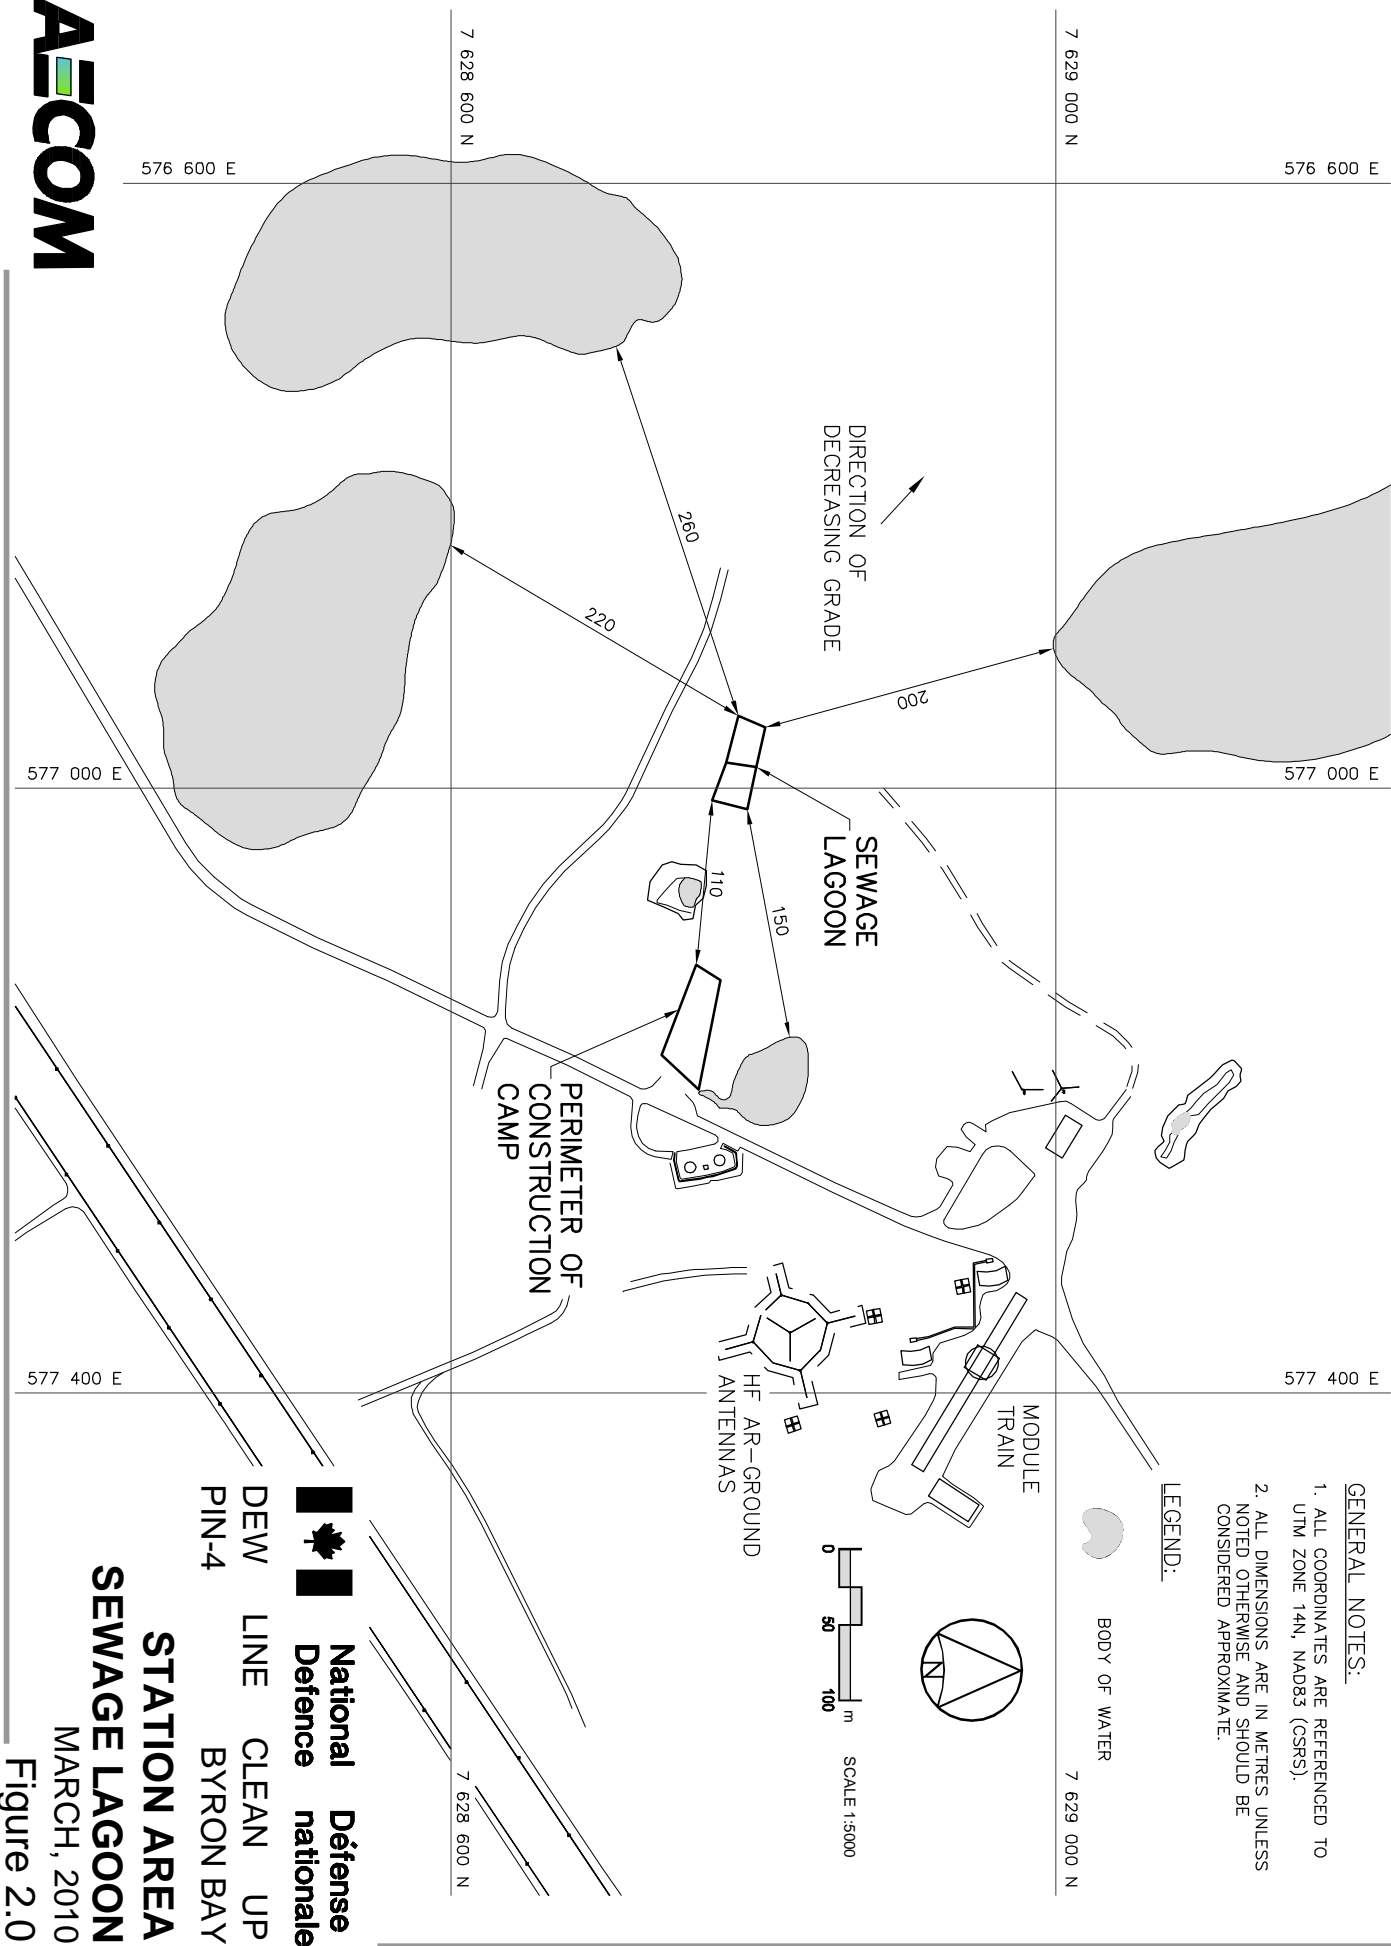 GENERAL NOTES:
1. ALL COORDINATES ARE REFERENCED TO
UTM ZONE 14N, NAD83 (CSRS).
2. ALL DIMENSIONS ARE IN METRES UNLESS
NOTED OTHERWISE AND SHOULD BE
CONSIDERED APPROXIMATE.
LEGEND:
BODY OF WATER
N
0
50
100
m
SCALE 1:5000
576 600 E
577 000 E
577 400 E
576 600 E
577 000 E
577 400 E
7 629 000 N
7 629 000 N
7 628 600 N
7 628 600 N
DIRECTION OF
DECREASING GRADE
200
260
220
110
150
SEWAGE
LAGOON
PERIMETER OF
CONSTRUCTION
CAMP
MODULE
TRAIN
HF AR-GROUND
ANTENNAS
AECOM
National Défense
Defence nationale
DEW LINE CLEAN UP
PIN-4 BYRON BAY
STATION AREA
SEWAGE LAGOON
MARCH, 2010
Figure 2.0